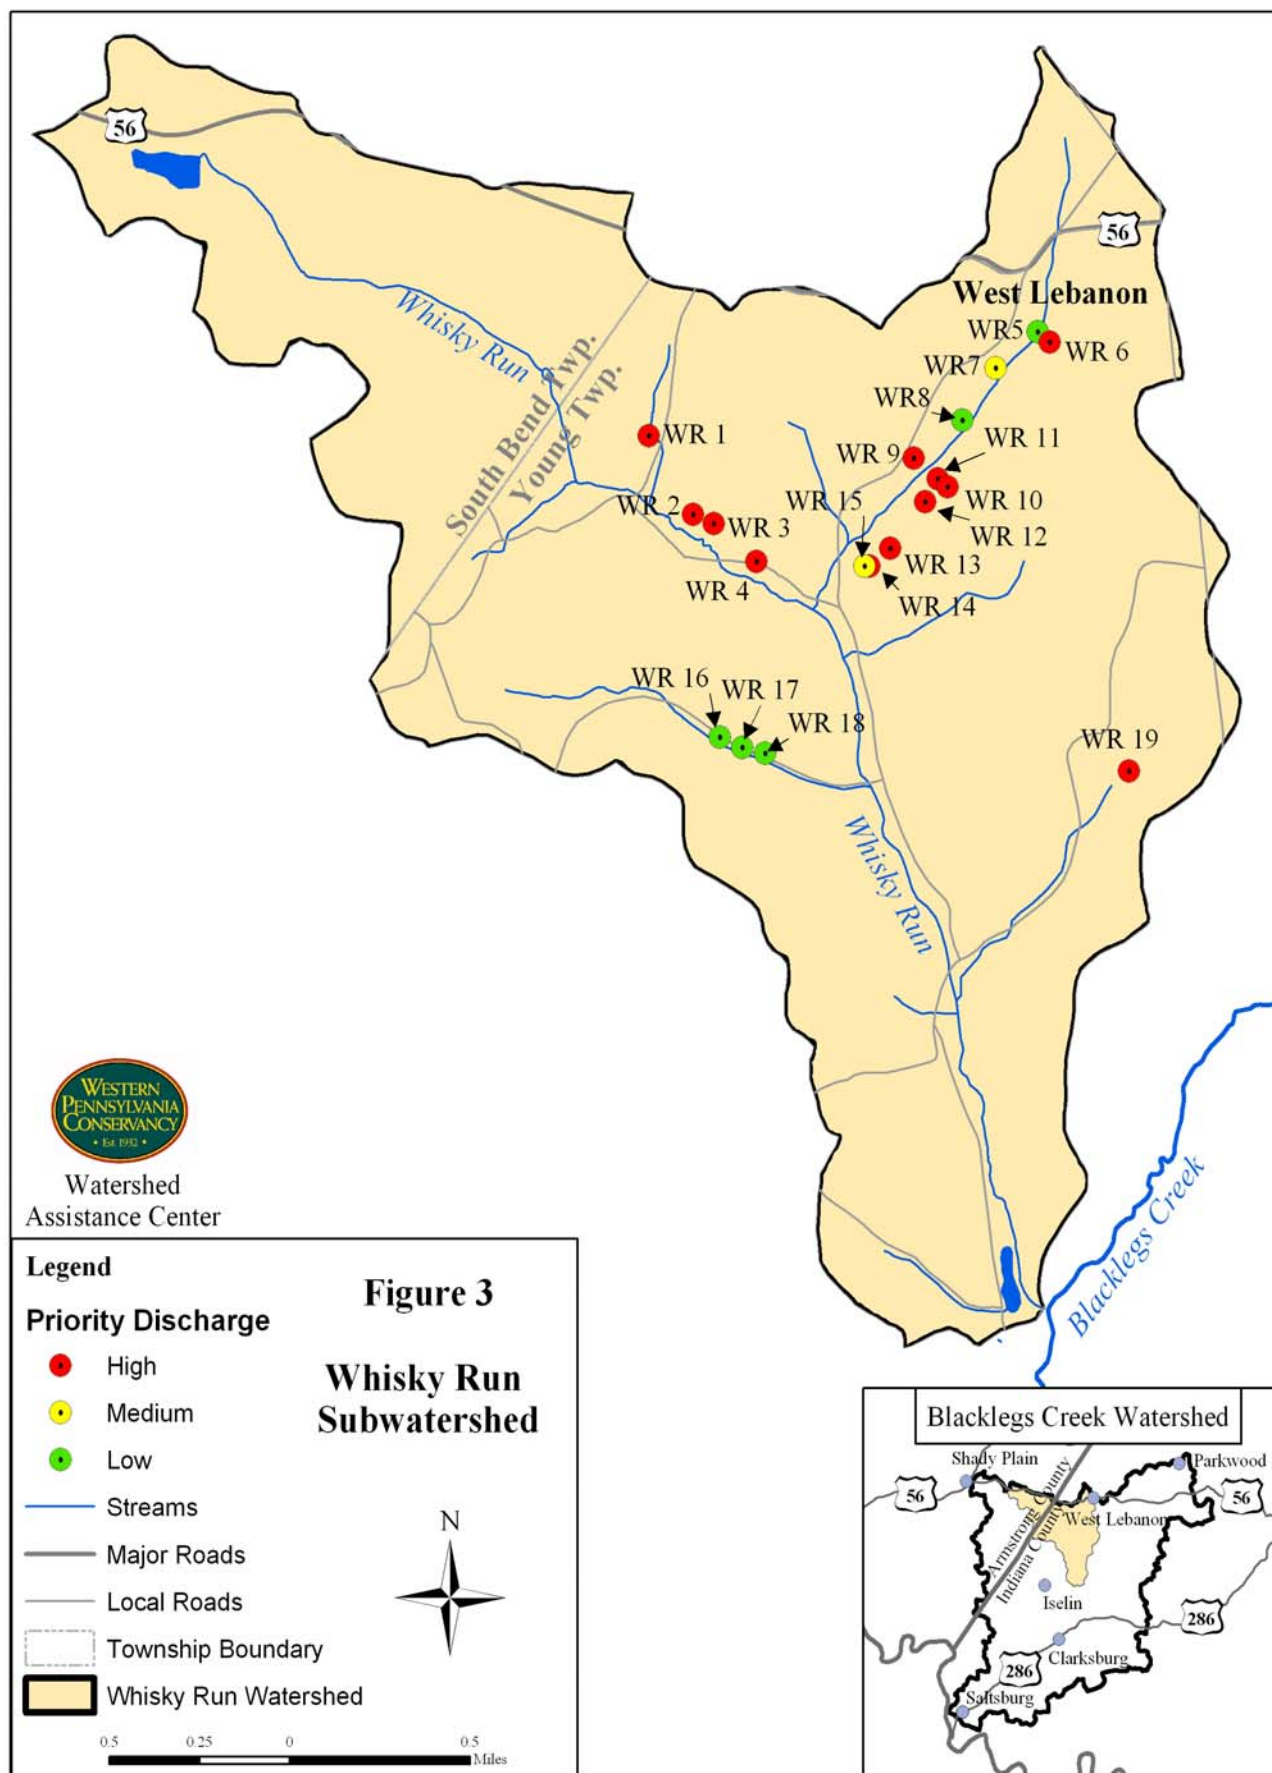 56
56
West Lebanon
WR5
WR 6
WR7
WR8
WR 11
WR 9
WR 10
WR 15
WR 12
WR 13
WR 14
Whisky Run
South Bend Twp.
Young Twp.
WR 1
WR 2
WR 3
WR 4
WR 16
WR 17
WR 18
WR 19
Whisky Run
Blacklegs Creek
WESTERN
PENNSYLVANIA
CONSERVANCY
• Est. 1932 •
Watershed
Assistance Center
Legend
Figure 3
Priority Discharge
High
Medium
Low
Whisky Run
Subwatershed
Streams
Major Roads
Local Roads
Township Boundary
Whisky Run Watershed
N
0.5 0.25 0 0.5
Miles
Blacklegs Creek Watershed
Shady Plain
Parkwood
56
56
West Lebanon
Armstrong County
Indiana County
Iselin
286
Clarksburg
286
Saltsburg